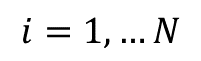 i = 1, … N